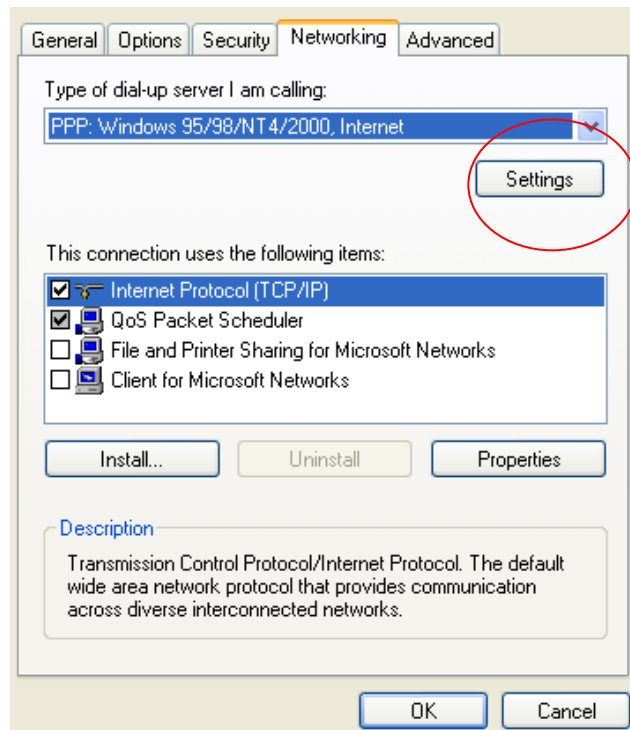 General Options Security Networking Advanced
Type of dial-up server I am calling:
PPP: Windows 95/98/NT4/2000, Internet
Settings
This connection uses the following items:
Internet Protocol (TCP/IP)
QoS Packet Scheduler
File and Printer Sharing for Microsoft Networks
Client for Microsoft Networks
Install... Uninstall Properties
Description
Transmission Control Protocol/Internet Protocol. The default
wide area network protocol that provides communication
across diverse interconnected networks.
OK Cancel